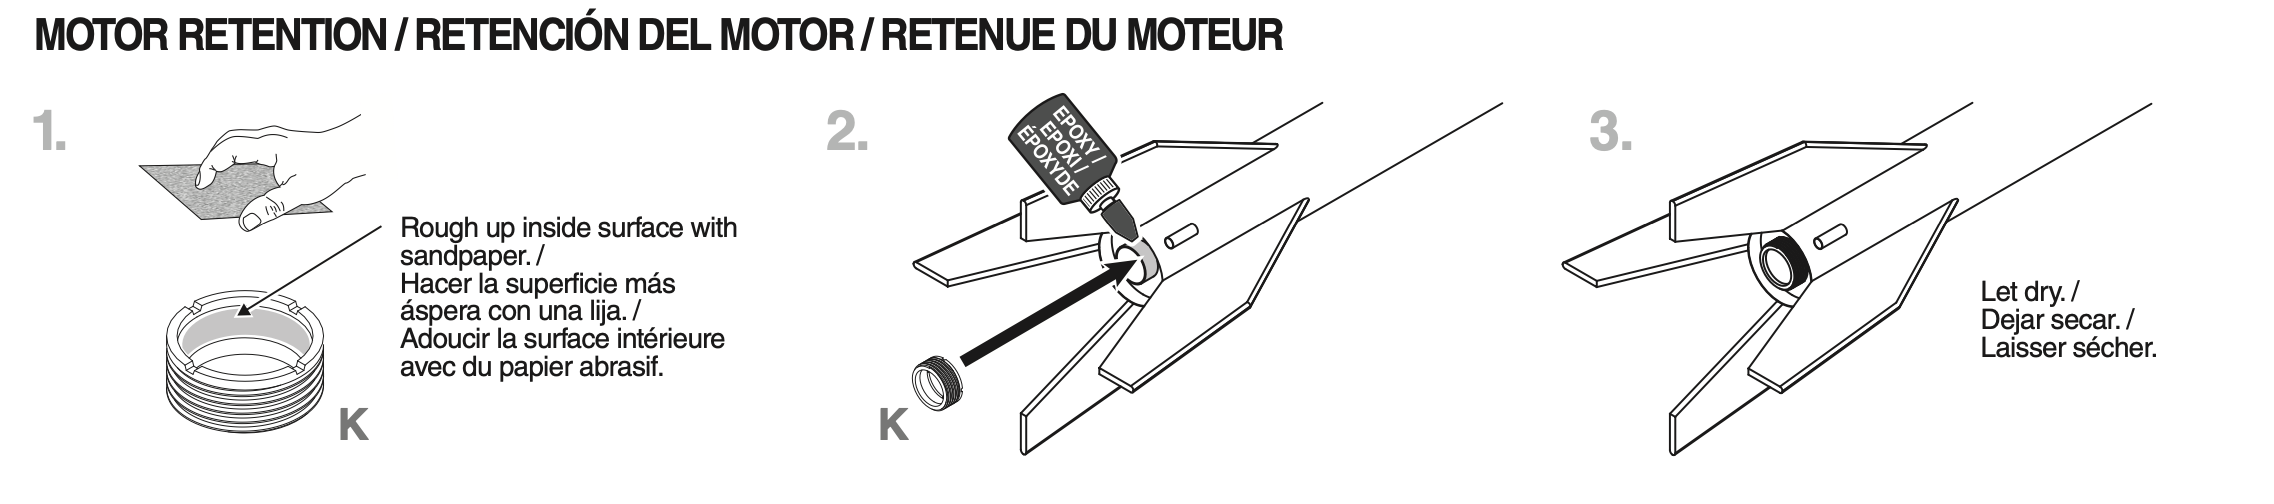 MOTOR RETENTION / RETENCIÓN DEL MOTOR / RETENUE DU MOTEUR
1.
Rough up inside surface with
sandpaper. /
Hacer la superficie más
áspera con una lija. /
Adoucir la surface intérieure
avec du papier abrasif.
K
2.
EPOXY /
EPOXI /
ÉPOXYDE
K
3.
Let dry. /
Dejar secar. /
Laisser sécher.